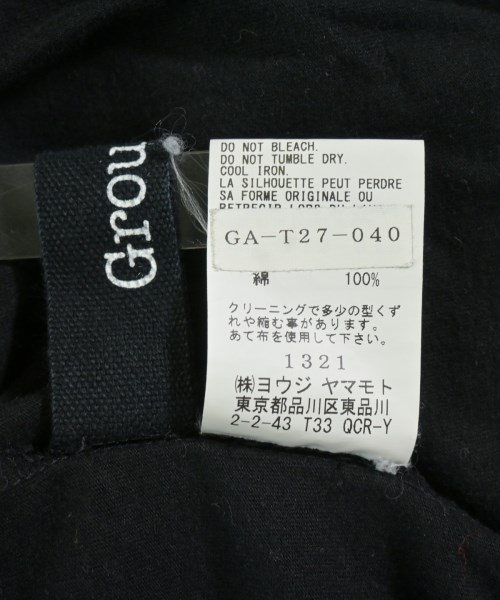 Grou
DO NOT BLEACH.
DO NOT TUMBLE DRY.
COOL IRON.
LA SILHOUETTE PEUT PERDRE
SA FORME ORIGINALE OU
GA-T27-040
綿 100%
クリーニングで多少の型くず
れや縮む事があります。
あて布を使用して下さい。
1321
㈱ヨウジ ヤマモト
東京都品川区東品川
2-2-43 T33 QCR-Y